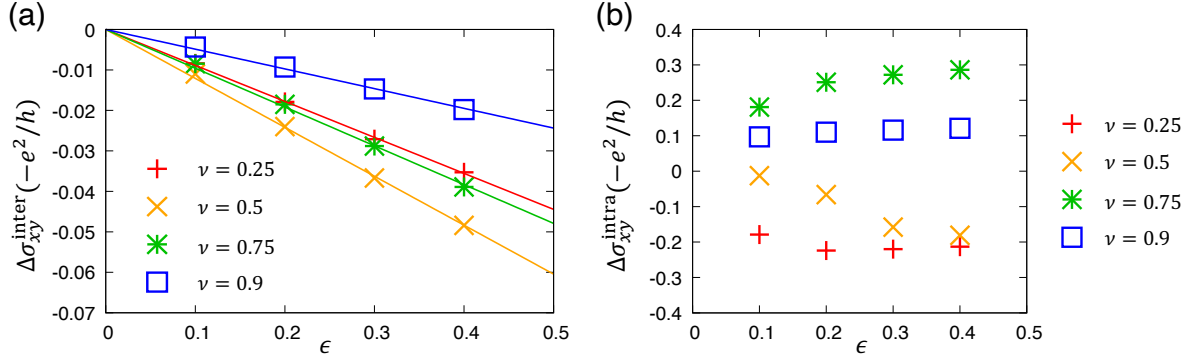 (a)
0
-0.01
-0.02
-0.03
-0.04
-0.05
-0.06
-0.07
Δσ_xy^inter(−e²/h)
ν = 0.25
ν = 0.5
ν = 0.75
ν = 0.9
0 0.1 0.2 0.3 0.4 0.5
ϵ
(b)
0.4
0.3
0.2
0.1
0
-0.1
-0.2
-0.3
-0.4
Δσ_xy^intra(−e²/h)
0 0.1 0.2 0.3 0.4 0.5
ϵ
ν = 0.25
ν = 0.5
ν = 0.75
ν = 0.9